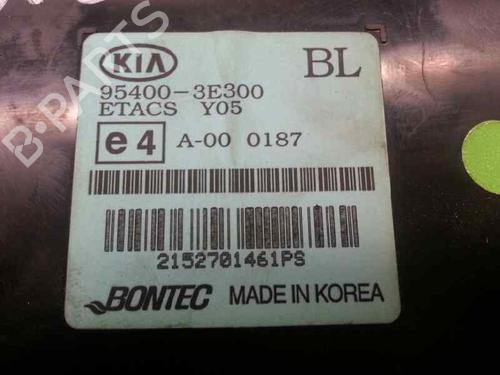 KIA
BL
95400-3E300
ETACS Y05
e4 A-00 0187
2152701461PS
BONTEC MADE IN KOREA
B-PARTS